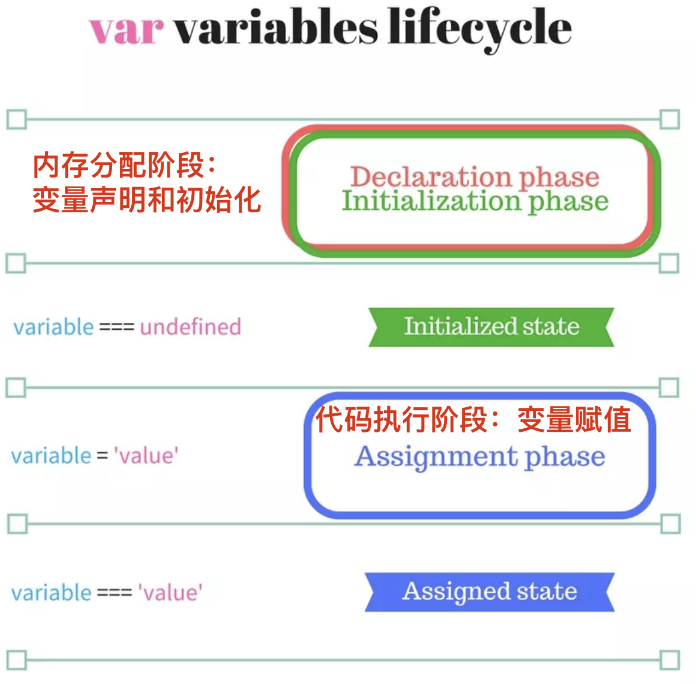 var variables lifecycle
内存分配阶段：
变量声明和初始化
Declaration phase
Initialization phase
variable === undefined
Initialized state
代码执行阶段：变量赋值
variable = 'value'
Assignment phase
variable === 'value'
Assigned state